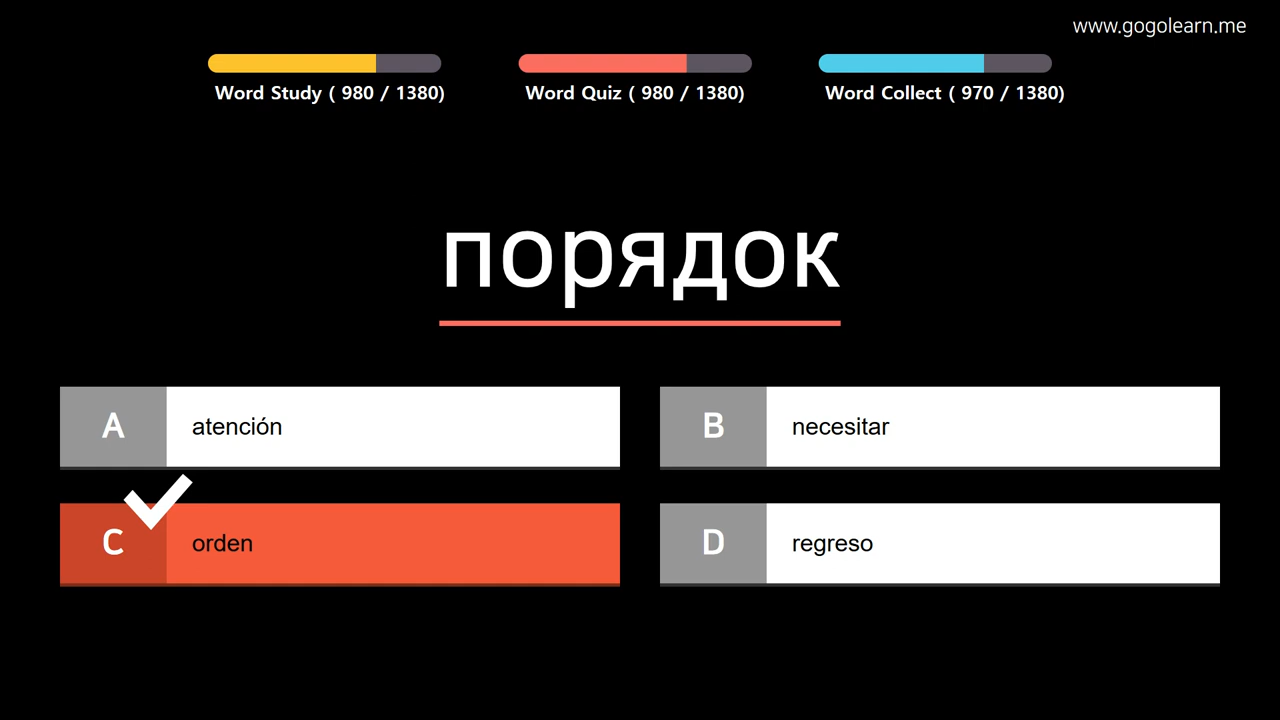 www.gogolearn.me
Word Study ( 980 / 1380)
Word Quiz ( 980 / 1380)
Word Collect ( 970 / 1380)
порядок
A atención
B necesitar
C orden
D regreso